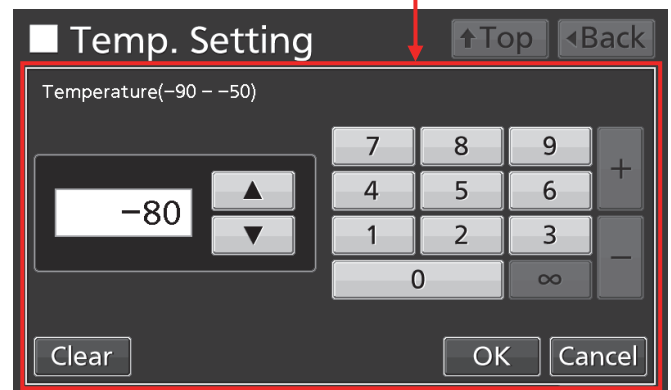 Temp. Setting
↑Top
◂Back
Temperature(−90 – −50)
−80
▲
▼
7 8 9 +
4 5 6
1 2 3 −
0 ∞
Clear
OK
Cancel